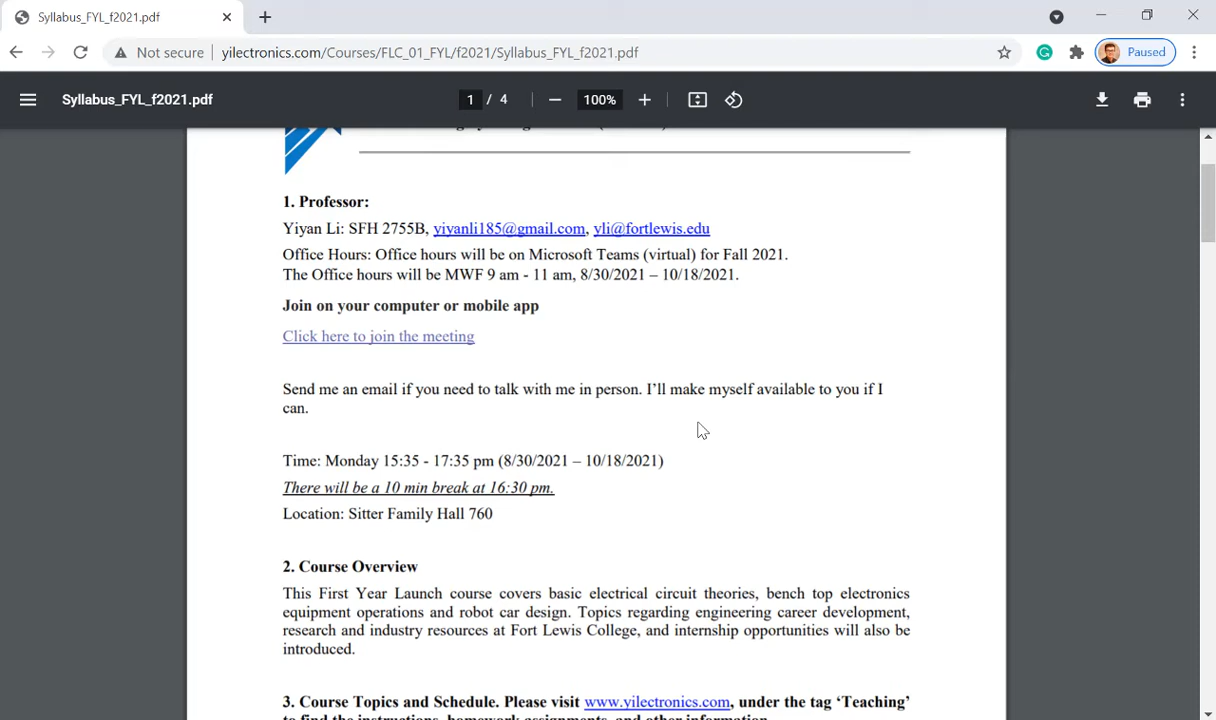 Syllabus_FYL_f2021.pdf
Not secure yilectronics.com/Courses/FLC_01_FYL/f2021/Syllabus_FYL_f2021.pdf Paused
Syllabus_FYL_f2021.pdf 1 / 4 100%
1. Professor:
Yiyan Li: SFH 2755B, yiyanli185@gmail.com, yli@fortlewis.edu
Office Hours: Office hours will be on Microsoft Teams (virtual) for Fall 2021.
The Office hours will be MWF 9 am - 11 am, 8/30/2021 – 10/18/2021.
Join on your computer or mobile app
Click here to join the meeting
Send me an email if you need to talk with me in person. I’ll make myself available to you if I
can.
Time: Monday 15:35 - 17:35 pm (8/30/2021 – 10/18/2021)
There will be a 10 min break at 16:30 pm.
Location: Sitter Family Hall 760
2. Course Overview
This First Year Launch course covers basic electrical circuit theories, bench top electronics
equipment operations and robot car design. Topics regarding engineering career development,
research and industry resources at Fort Lewis College, and internship opportunities will also be
introduced.
3. Course Topics and Schedule. Please visit www.yilectronics.com, under the tag ‘Teaching’
to find the instructions, homework assignments, and other information.